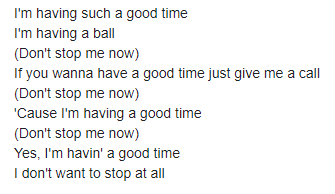 I'm having such a good time
I'm having a ball
(Don't stop me now)
If you wanna have a good time just give me a call
(Don't stop me now)
'Cause I'm having a good time
(Don't stop me now)
Yes, I'm havin' a good time
I don't want to stop at all